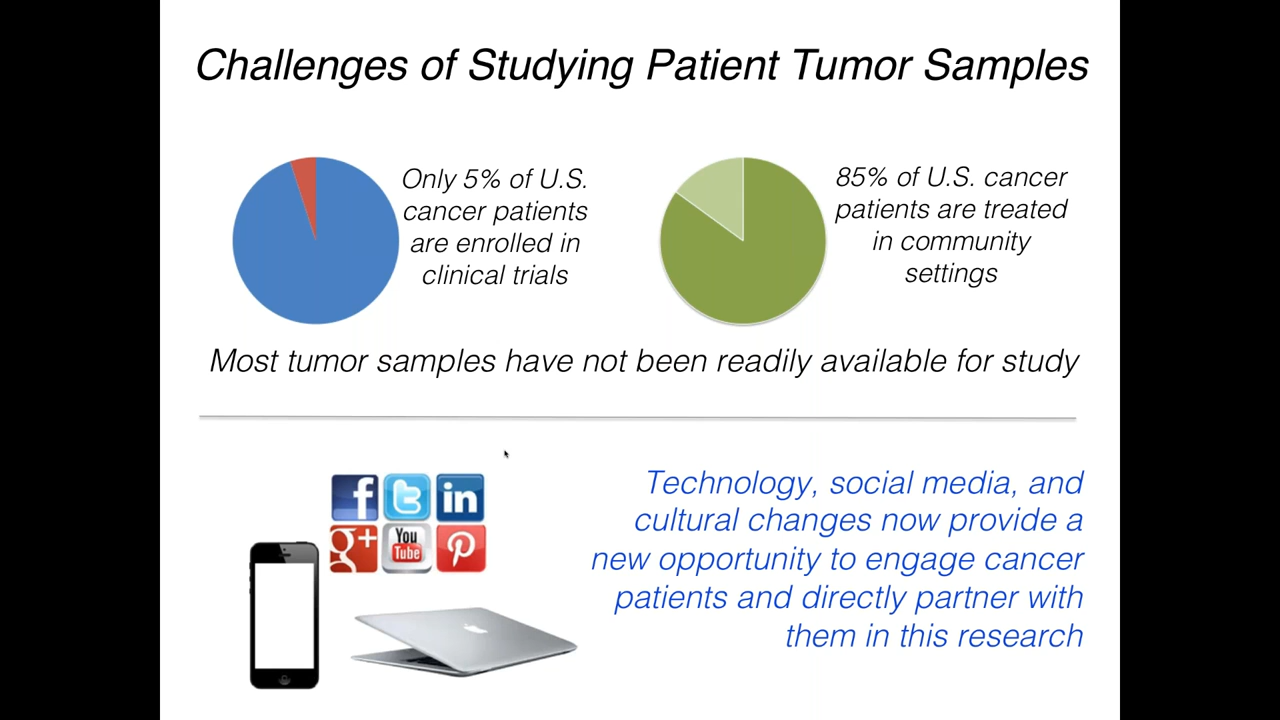 Challenges of Studying Patient Tumor Samples
Only 5% of U.S.
cancer patients
are enrolled in
clinical trials
85% of U.S. cancer
patients are treated
in community
settings
Most tumor samples have not been readily available for study
f
t
in
g+
You
Tube
Technology, social media, and
cultural changes now provide a
new opportunity to engage cancer
patients and directly partner with
them in this research